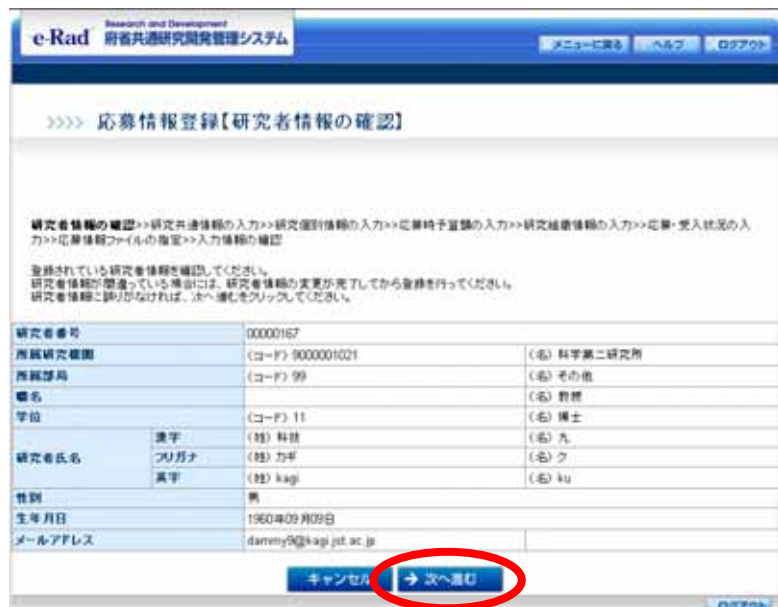 Research and Development
e-Rad 府省共通研究開発管理システム
メニューに戻る ヘルプ ログアウト
>>>> 応募情報登録【研究者情報の確認】
研究者情報の確認>>研究共通情報の入力>>研究個別情報の入力>>応募時予算額の入力>>研究組織情報の入力>>応募・受入状況の入
力>>応募情報ファイルの指定>>入力情報の確認
登録されている研究者情報を確認してください。
研究者情報が間違っている場合には、研究者情報の変更が完了してから登録を行ってください。
研究者情報に誤りがなければ、次へ進むをクリックしてください。
研究者番号 00000167
所属研究機関 (コード) 9000001021 (名) 科学第二研究所
所属部局 (コード) 99 (名) その他
職名 (名) 教授
学位 (コード) 11 (名) 博士
研究者氏名 漢字 (姓) 科技 (名) 九
フリガナ (姓) カギ (名) ク
英字 (姓) kagi (名) ku
性別 男
生年月日 1960年09月09日
メールアドレス dammy9@kagi.jst.ac.jp
キャンセル → 次へ進む
ログアウト